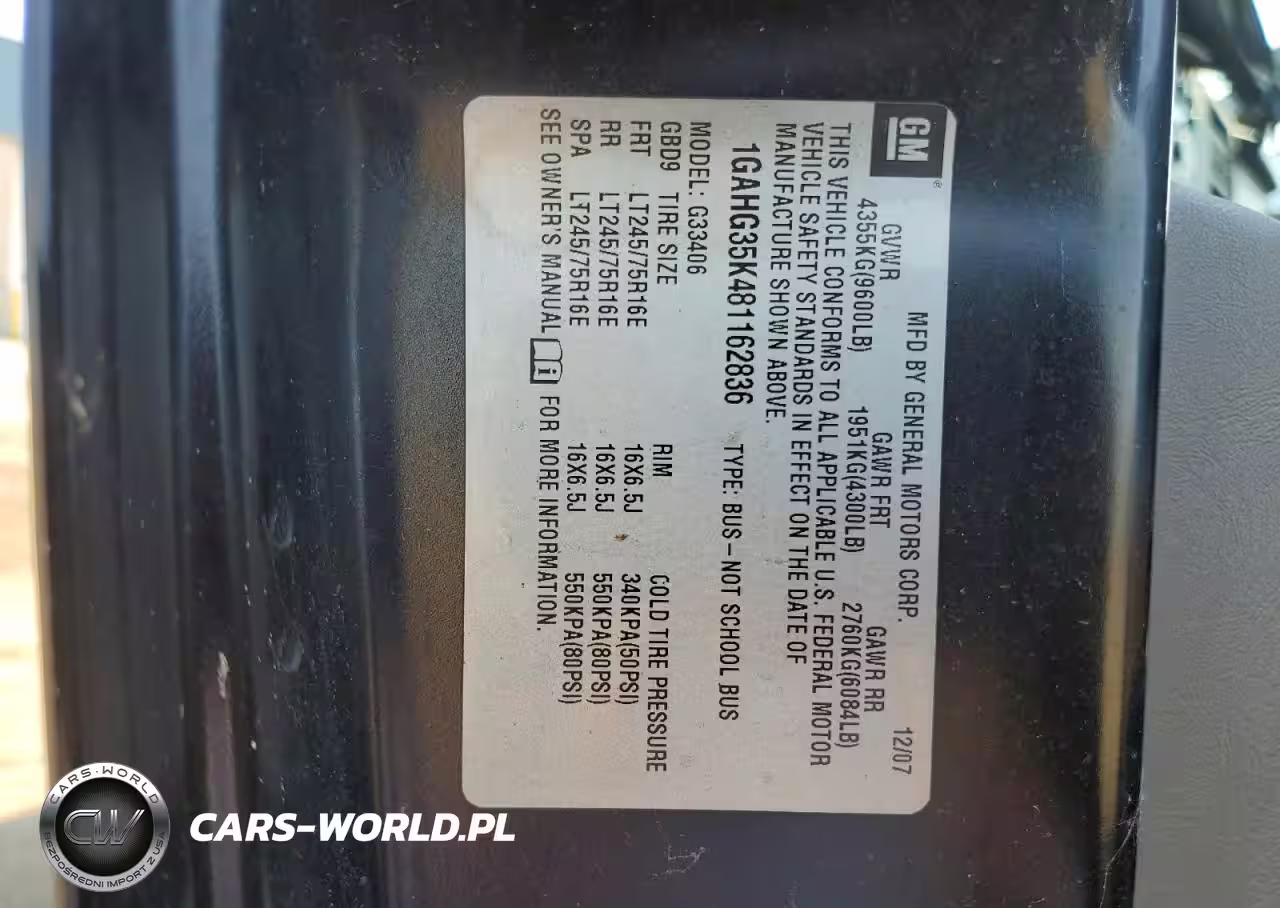 GM®
MFD BY GENERAL MOTORS CORP. 12/07
GVWR GAWR FRT GAWR RR
4355KG(9600LB) 1951KG(4300LB) 2760KG(6084LB)
THIS VEHICLE CONFORMS TO ALL APPLICABLE U.S. FEDERAL MOTOR
VEHICLE SAFETY STANDARDS IN EFFECT ON THE DATE OF
MANUFACTURE SHOWN ABOVE.
1GAHG35K481162836 TYPE: BUS – NOT SCHOOL BUS
MODEL: G33406
GBD9 TIRE SIZE RIM COLD TIRE PRESSURE
FRT LT245/75R16E 16X6.5J 340KPA(50PSI)
RR LT245/75R16E 16X6.5J 550KPA(80PSI)
SPA LT245/75R16E 16X6.5J 550KPA(80PSI)
SEE OWNER'S MANUAL FOR MORE INFORMATION.
CARS-WORLD
CW
BEZPOŚREDNI IMPORT Z USA
CARS-WORLD.PL